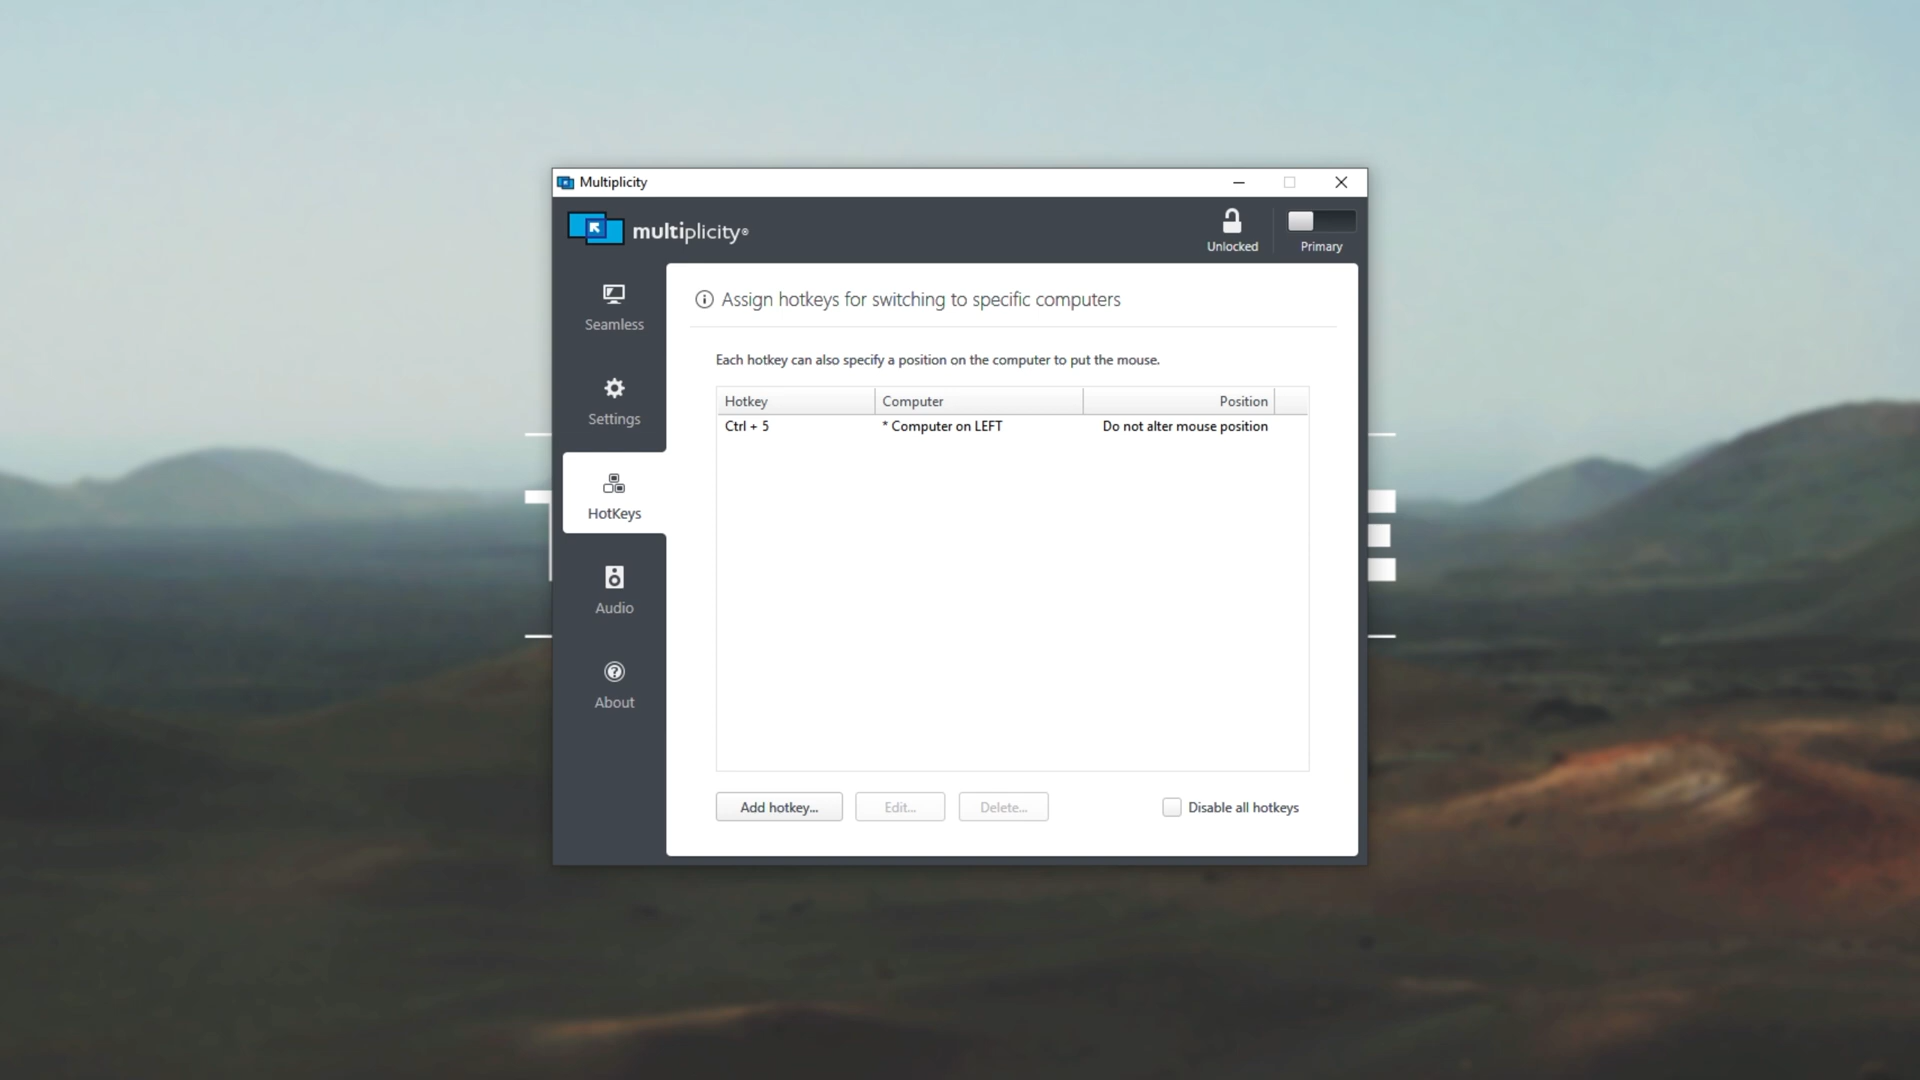 Multiplicity
multiplicity®
Unlocked
Primary
Seamless
Settings
HotKeys
Audio
About
Assign hotkeys for switching to specific computers
Each hotkey can also specify a position on the computer to put the mouse.
Hotkey Computer Position
Ctrl + 5 * Computer on LEFT Do not alter mouse position
Add hotkey... Edit... Delete... Disable all hotkeys